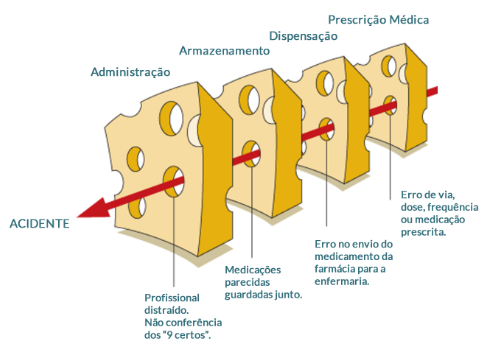 Prescrição Médica
Dispensação
Armazenamento
Administração
ACIDENTE
Erro de via,
dose, frequência
ou medicação
prescrita.
Erro no envio do
medicamento da
farmácia para a
enfermaria.
Medicações
parecidas
guardadas junto.
Profissional
distraído.
Não conferência
dos "9 certos".